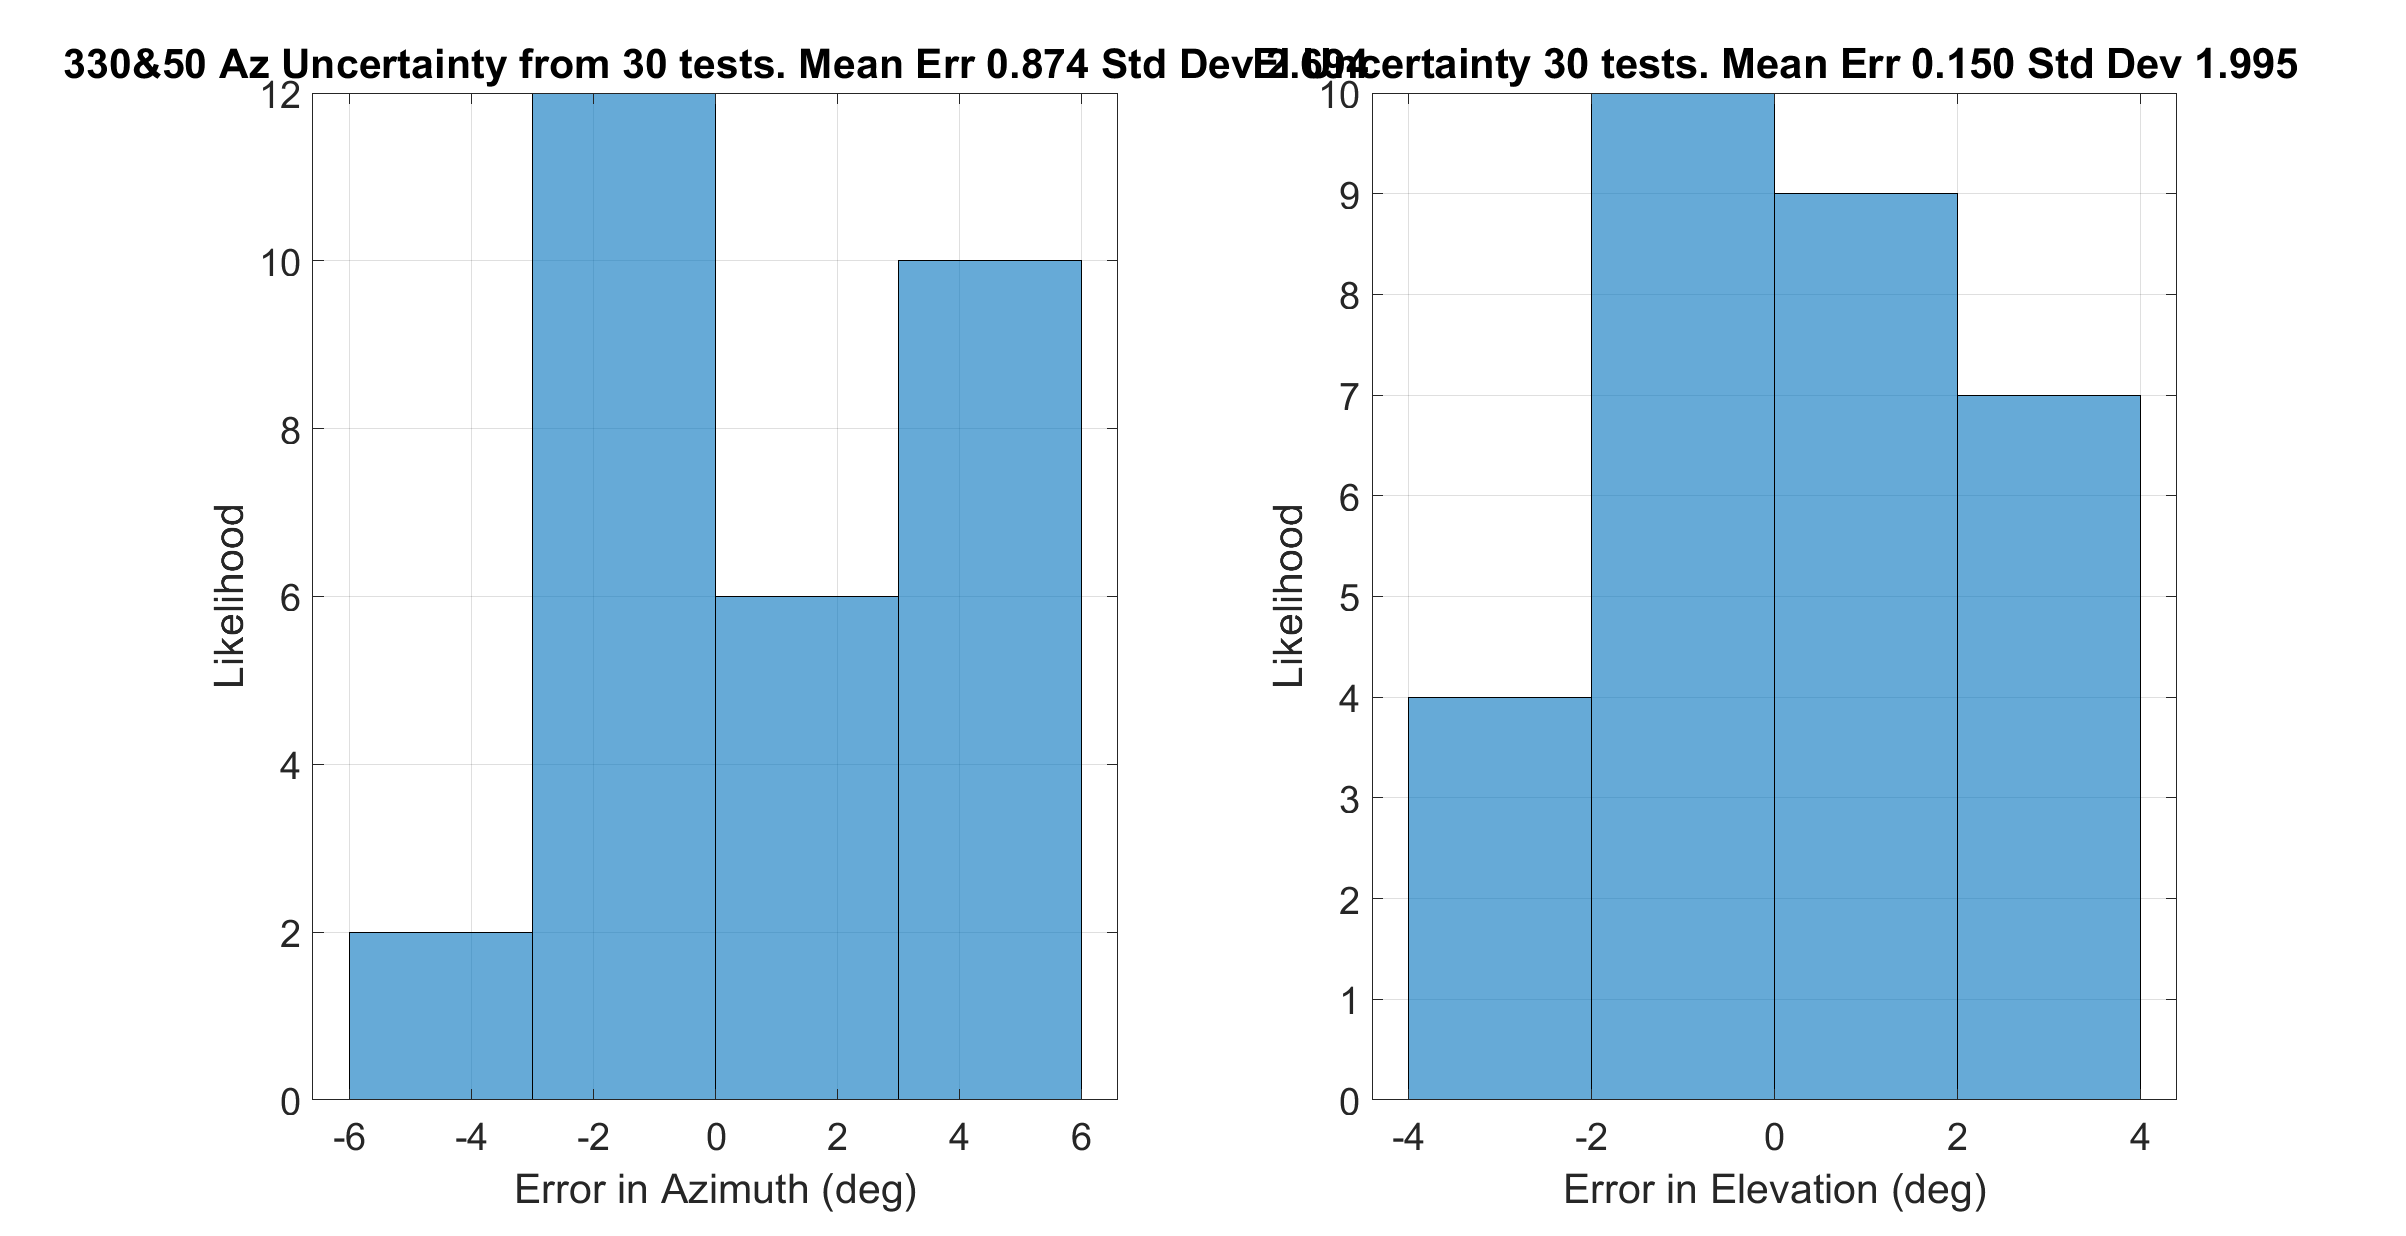 330&50 Az Uncertainty from 30 tests. Mean Err 0.874 Std Dev 2.694
El Uncertainty 30 tests. Mean Err 0.150 Std Dev 1.995
12
10
8
6
4
2
0
Likelihood
-6 -4 -2 0 2 4 6
Error in Azimuth (deg)
10
9
8
7
6
5
4
3
2
1
0
Likelihood
-4 -2 0 2 4
Error in Elevation (deg)